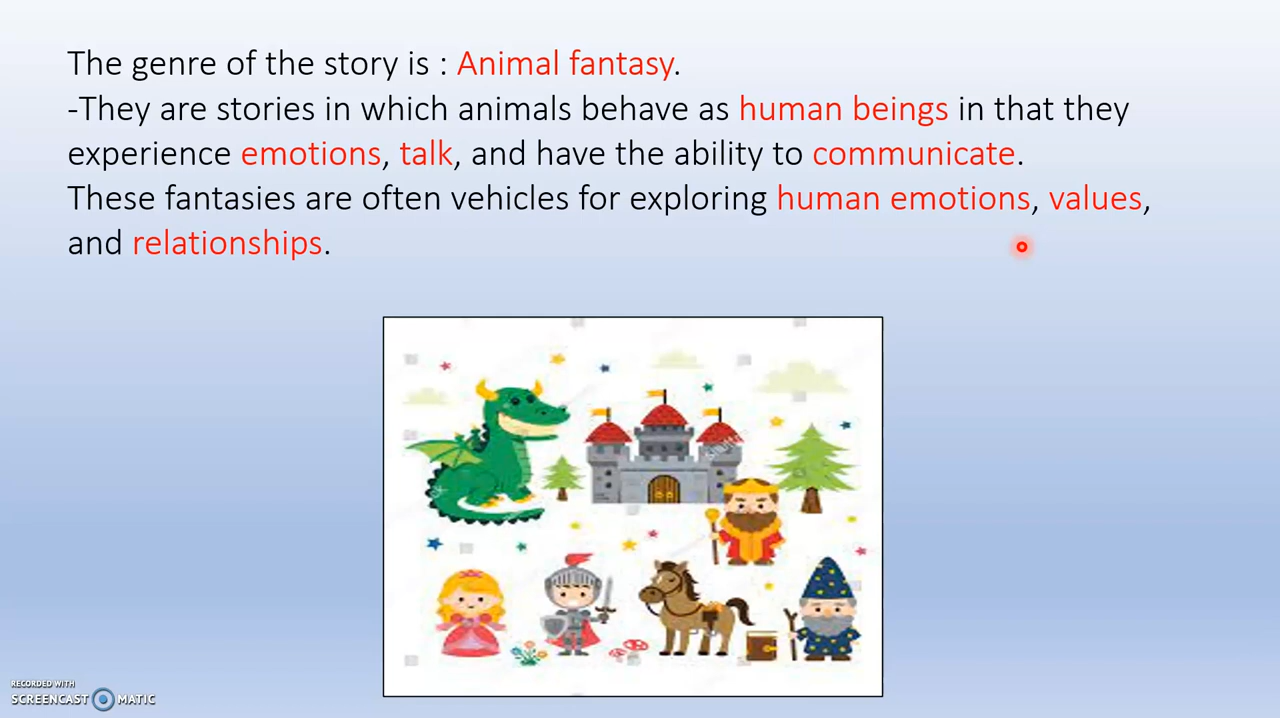 The genre of the story is : Animal fantasy.
-They are stories in which animals behave as human beings in that they
experience emotions, talk, and have the ability to communicate.
These fantasies are often vehicles for exploring human emotions, values,
and relationships.
RECORDED WITH
SCREENCAST MATIC